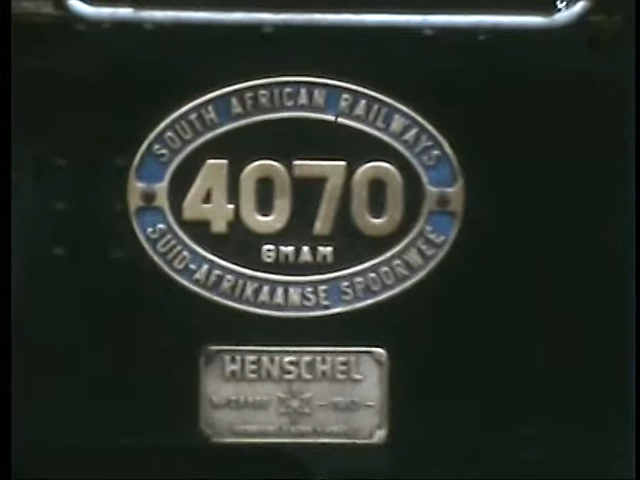 SOUTH AFRICAN RAILWAYS
4070
GMAM
SUID-AFRIKAANSE SPOORWEË
HENSCHEL